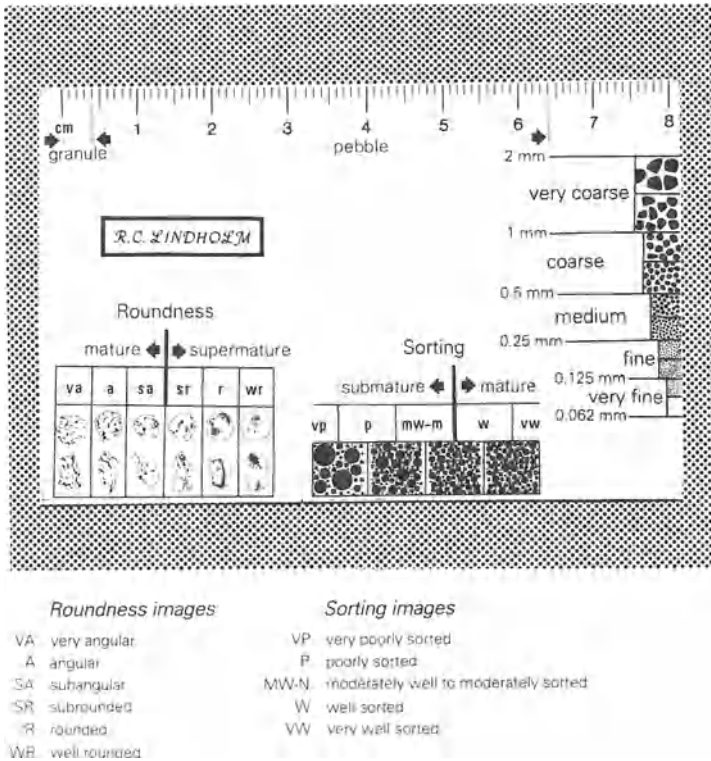 cm 1 2 3 4 5 6 7 8
granule pebble
2 mm
very coarse
R.C. LINDHOLM
1 mm
coarse
0.5 mm
Roundness
medium
0.25 mm
mature supermature
Sorting
fine
va a sa sr r wr
submature mature
0.125 mm
very fine
0.062 mm
vp p mw-m w vw
Roundness images
VA very angular
A angular
SA subangular
SR subrounded
R rounded
WR well rounded
Sorting images
VP very poorly sorted
P poorly sorted
MW-N moderately well to moderately sorted
W well sorted
VW very well sorted